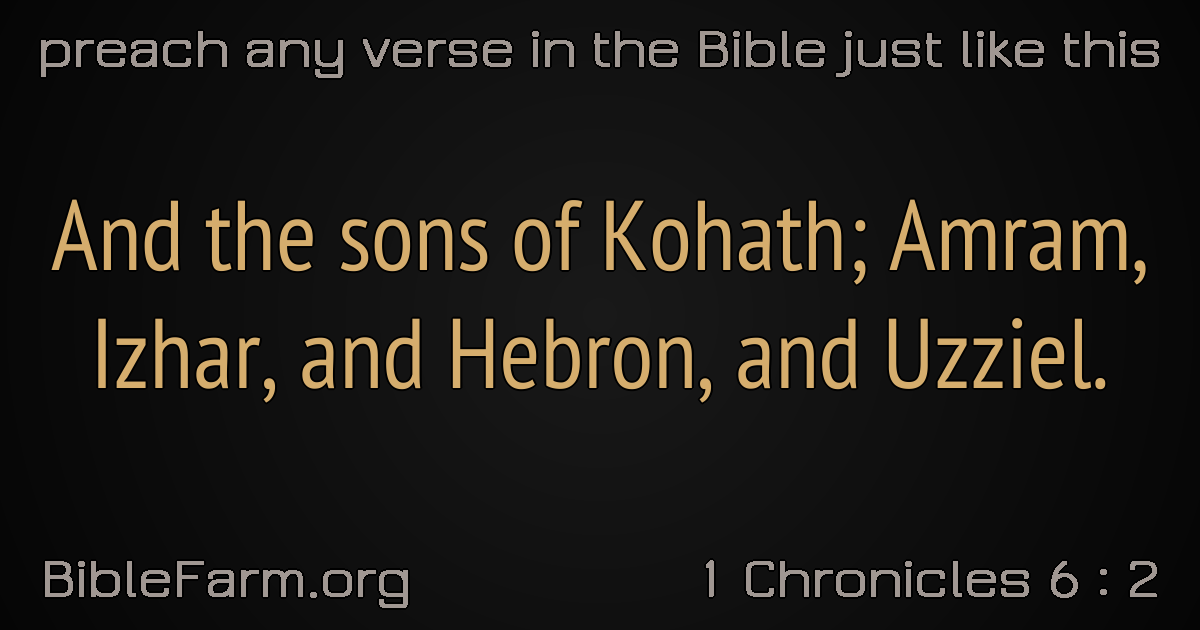 preach any verse in the Bible just like this
And the sons of Kohath; Amram,
Izhar, and Hebron, and Uzziel.
BibleFarm.org
1 Chronicles 6 : 2